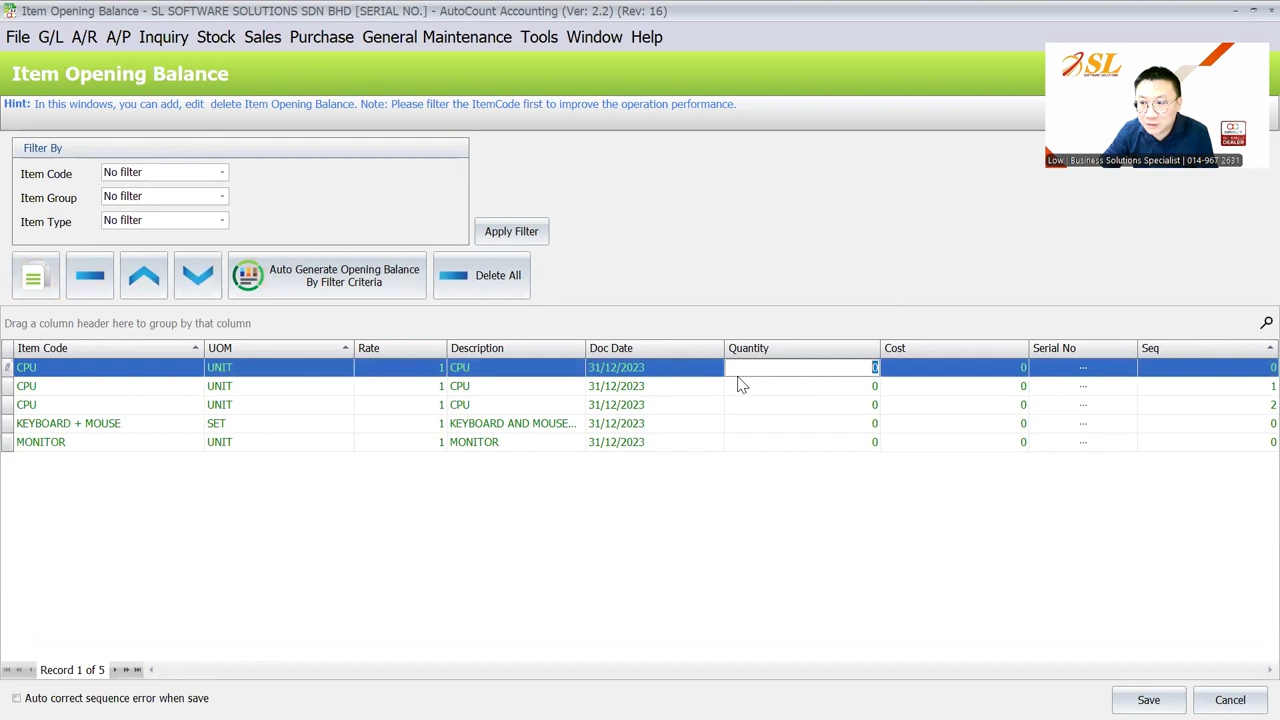 Item Opening Balance - SL SOFTWARE SOLUTIONS SDN BHD [SERIAL NO.] - AutoCount Accounting (Ver: 2.2) (Rev: 16)
File G/L A/R A/P Inquiry Stock Sales Purchase General Maintenance Tools Window Help
Item Opening Balance
Hint: In this windows, you can add, edit delete Item Opening Balance. Note: Please filter the ItemCode first to improve the operation performance.
SL
SOFTWARE SOLUTIONS
DEALER
Low | Business Solutions Specialist | 014-967 2631
Filter By
Item Code No filter
Item Group No filter
Item Type No filter
Apply Filter
Auto Generate Opening Balance
By Filter Criteria
Delete All
Drag a column header here to group by that column
Item Code UOM Rate Description Doc Date Quantity Cost Serial No Seq
CPU UNIT 1 CPU 31/12/2023 0 0 ... 0
CPU UNIT 1 CPU 31/12/2023 0 0 ... 1
CPU UNIT 1 CPU 31/12/2023 0 0 ... 2
KEYBOARD + MOUSE SET 1 KEYBOARD AND MOUSE... 31/12/2023 0 0 ... 0
MONITOR UNIT 1 MONITOR 31/12/2023 0 0 ... 0
Record 1 of 5
Auto correct sequence error when save
Save Cancel